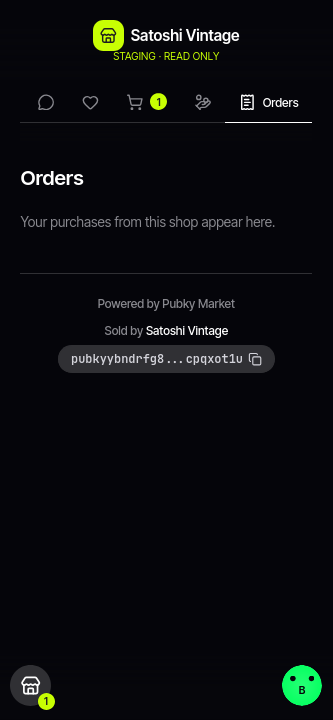 Satoshi Vintage
STAGING · READ ONLY
1
Orders
Orders
Your purchases from this shop appear here.
Powered by Pubky Market
Sold by Satoshi Vintage
pubkyybndrfg8...cpqxot1u
1
B